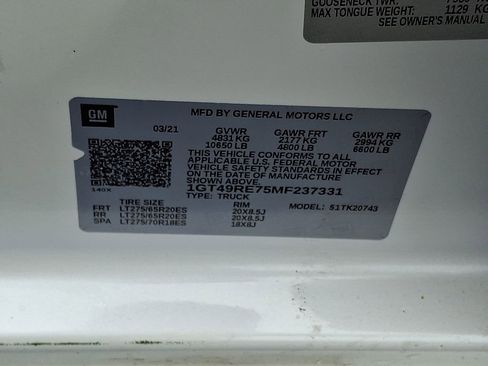 GOOSENECK TWR:
MAX TONGUE WEIGHT: 1129 KG
SEE OWNER'S MANUAL
GM
MFD BY GENERAL MOTORS LLC
03/21
GVWR GAWR FRT GAWR RR
4831 KG 2177 KG 2994 KG
10650 LB 4800 LB 6600 LB
THIS VEHICLE CONFORMS TO ALL
APPLICABLE U.S. FEDERAL MOTOR
VEHICLE SAFETY STANDARDS IN EFFECT
ON THE DATE OF MANUFACTURE
SHOWN ABOVE.
1GT49RE75MF237331
TYPE: TRUCK
140X
MODEL: 51TK20743
TIRE SIZE RIM
FRT LT275/65R20ES 20X8.5J
RR LT275/65R20ES 20X8.5J
SPA LT275/70R18ES 18X8J